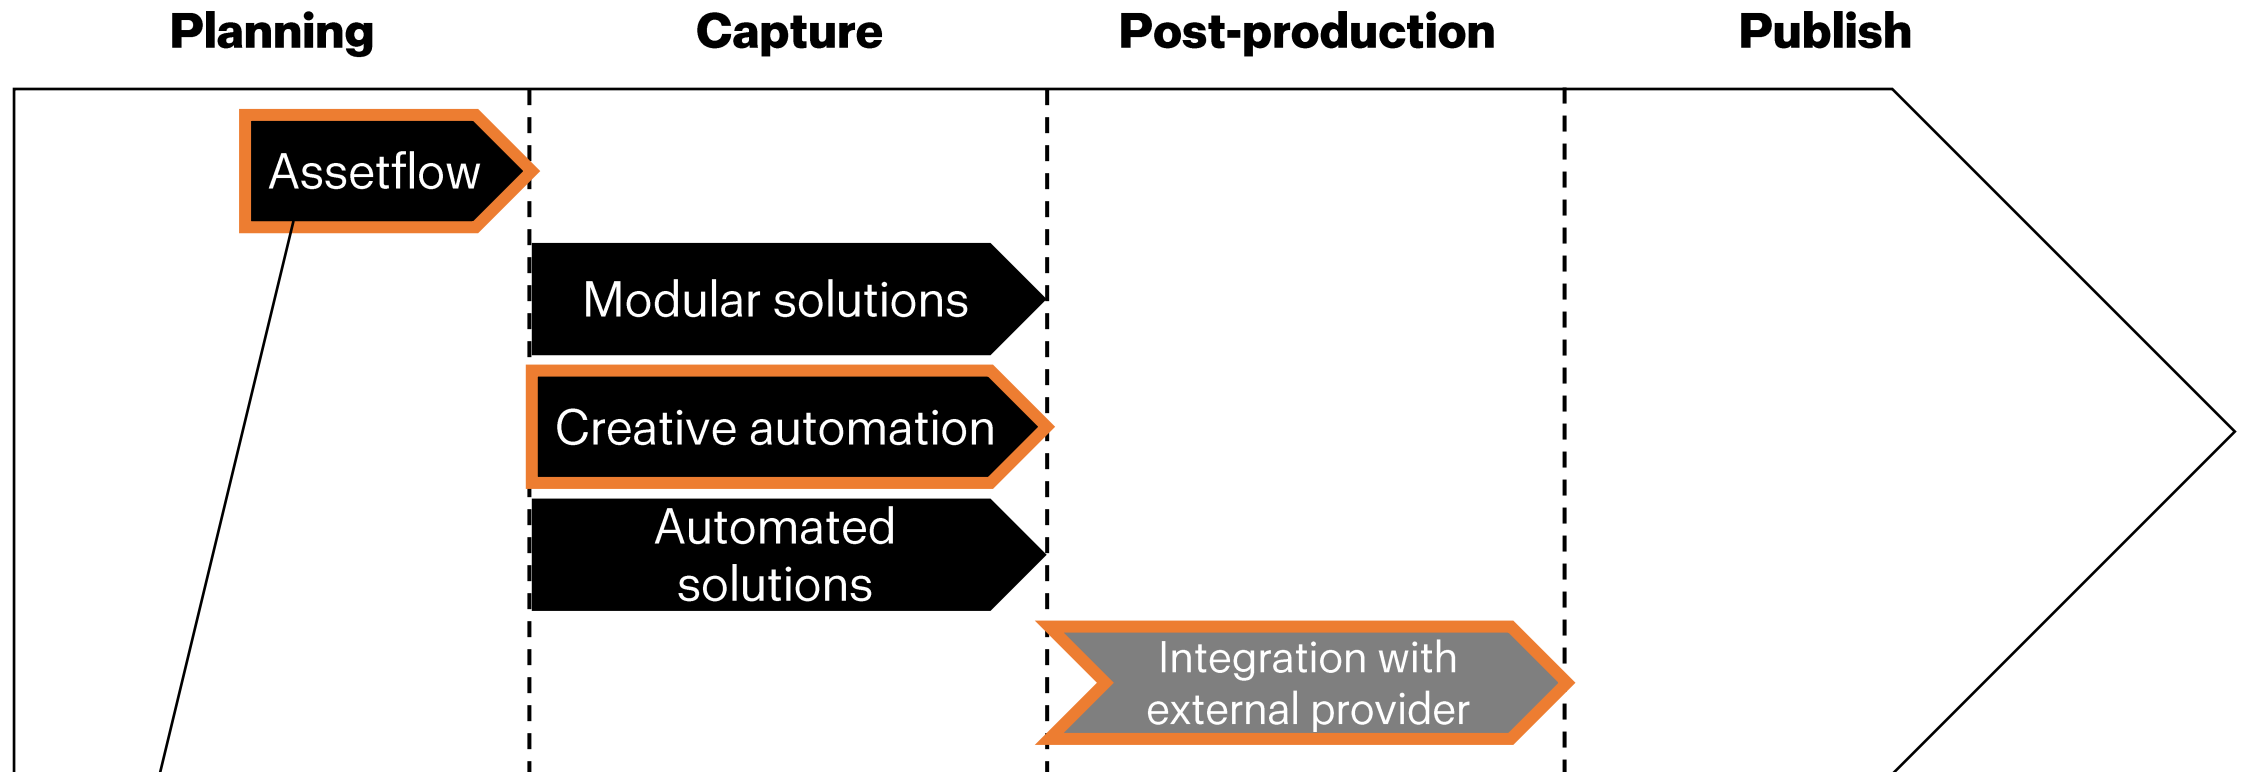 Planning
Capture
Post-production
Publish
Assetflow
Modular solutions
Creative automation
Automated
solutions
Integration with
external provider